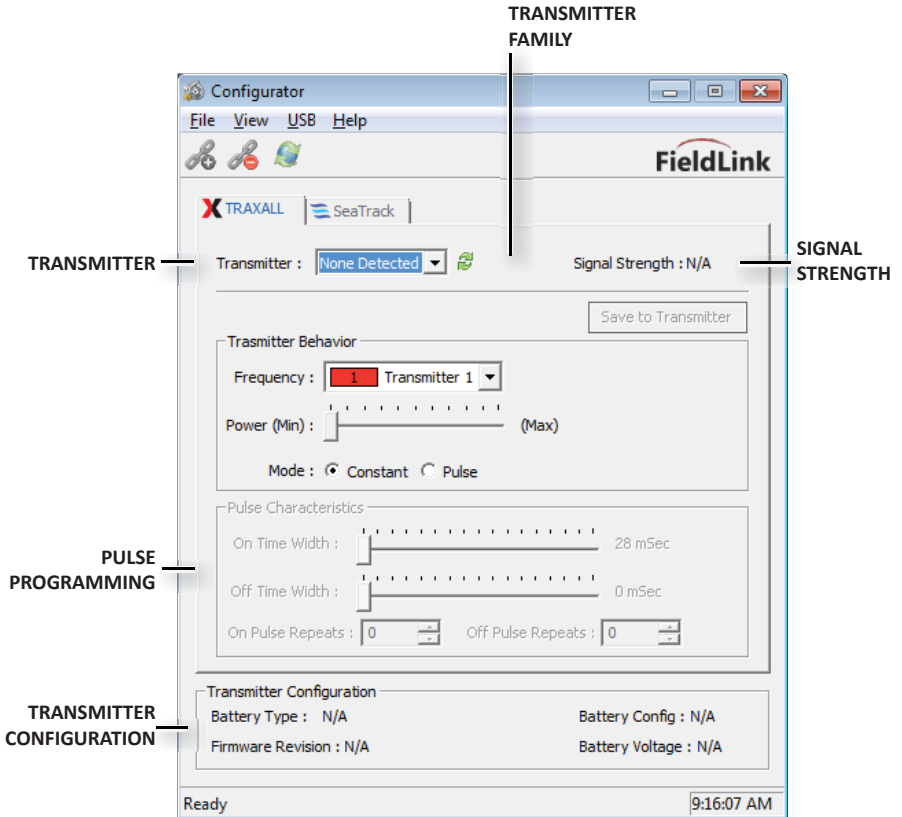 TRANSMITTER
FAMILY
Configurator
File View USB Help
FieldLink
TRAXALL
SeaTrack
TRANSMITTER
Transmitter : None Detected
Signal Strength : N/A
SIGNAL
STRENGTH
Save to Transmitter
Trasmitter Behavior
Frequency : 1 Transmitter 1
Power (Min) : (Max)
Mode : Constant Pulse
Pulse Characteristics
On Time Width : 28 mSec
PULSE
PROGRAMMING
Off Time Width : 0 mSec
On Pulse Repeats : 0 Off Pulse Repeats : 0
TRANSMITTER
CONFIGURATION
Transmitter Configuration
Battery Type : N/A Battery Config : N/A
Firmware Revision : N/A Battery Voltage : N/A
Ready 9:16:07 AM